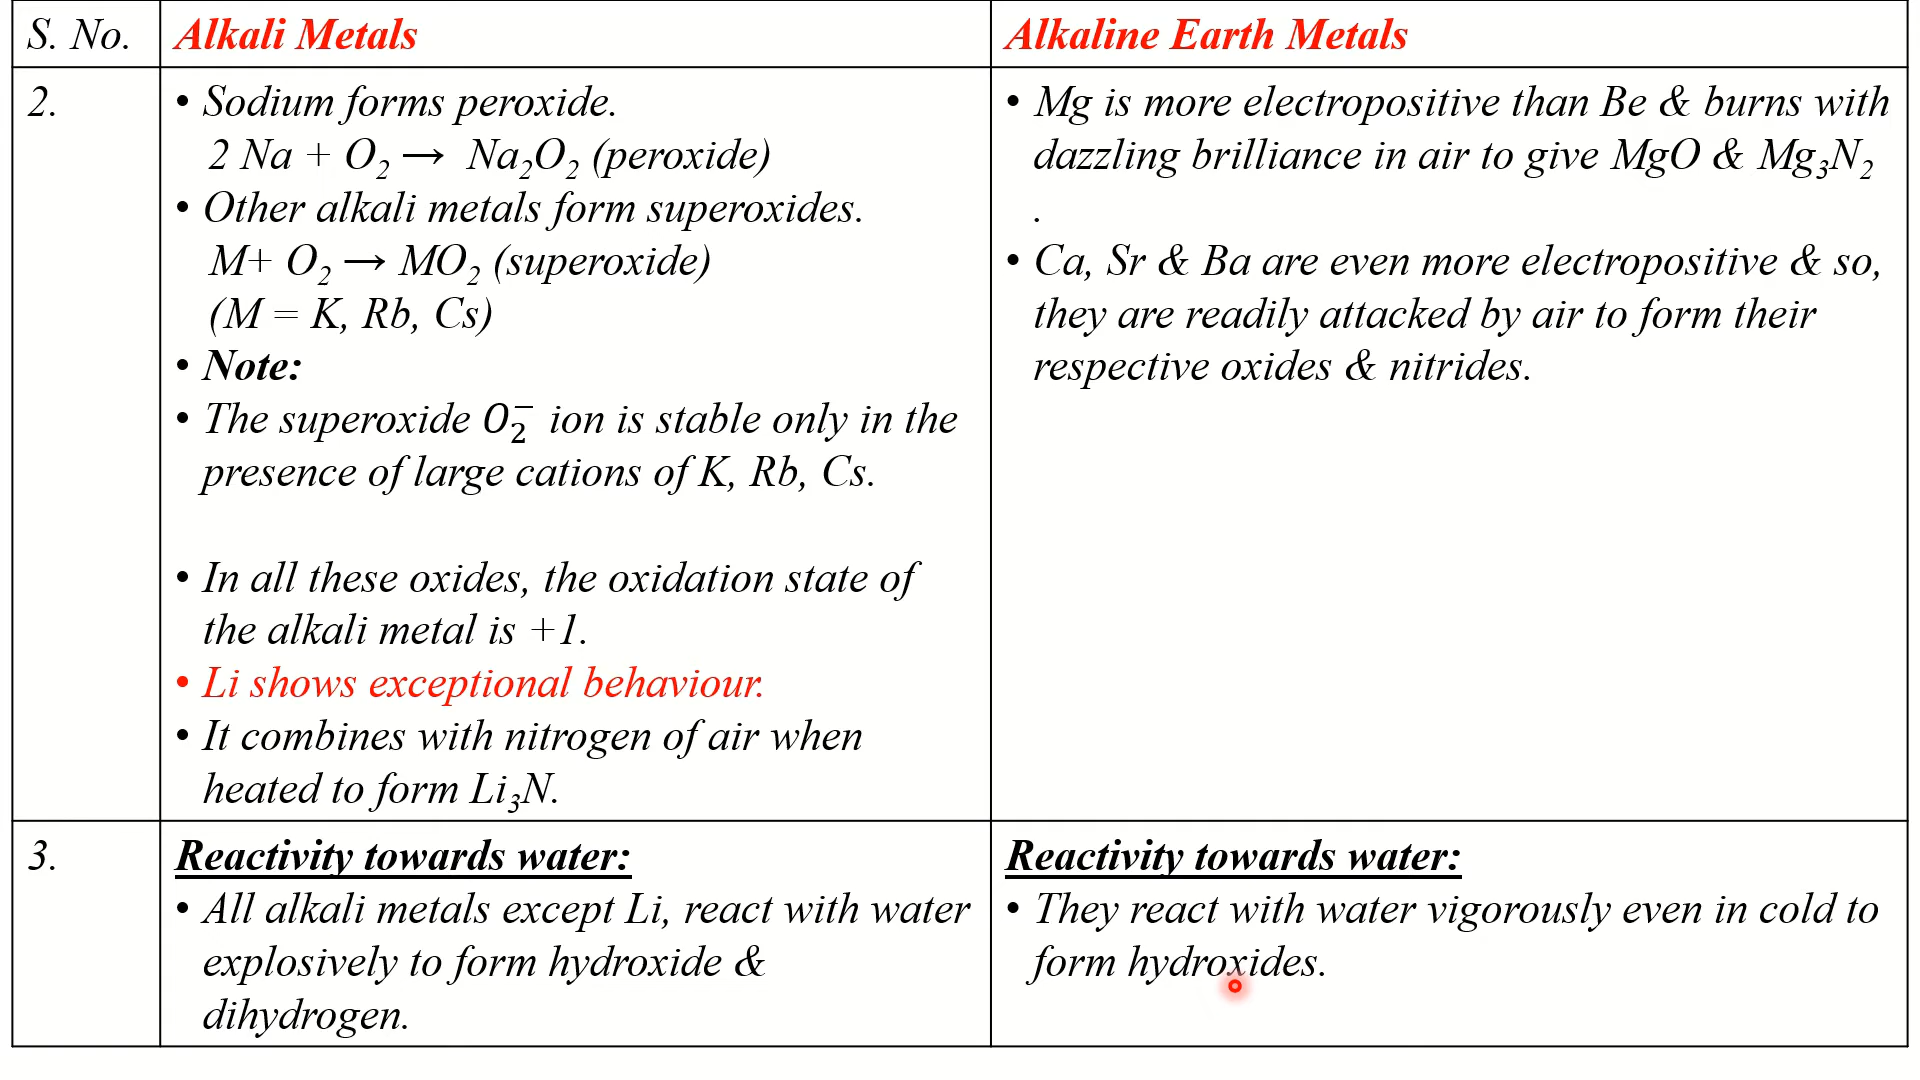 S. No.
Alkali Metals
Alkaline Earth Metals
2.
• Sodium forms peroxide.
2 Na + O₂ → Na₂O₂ (peroxide)
• Other alkali metals form superoxides.
M+ O₂ → MO₂ (superoxide)
(M = K, Rb, Cs)
• Note:
• The superoxide O₂⁻ ion is stable only in the
presence of large cations of K, Rb, Cs.
• In all these oxides, the oxidation state of
the alkali metal is +1.
• Li shows exceptional behaviour.
• It combines with nitrogen of air when
heated to form Li₃N.
• Mg is more electropositive than Be & burns with
dazzling brilliance in air to give MgO & Mg₃N₂
.
• Ca, Sr & Ba are even more electropositive & so,
they are readily attacked by air to form their
respective oxides & nitrides.
3.
Reactivity towards water:
• All alkali metals except Li, react with water
explosively to form hydroxide &
dihydrogen.
Reactivity towards water:
• They react with water vigorously even in cold to
form hydroxides.